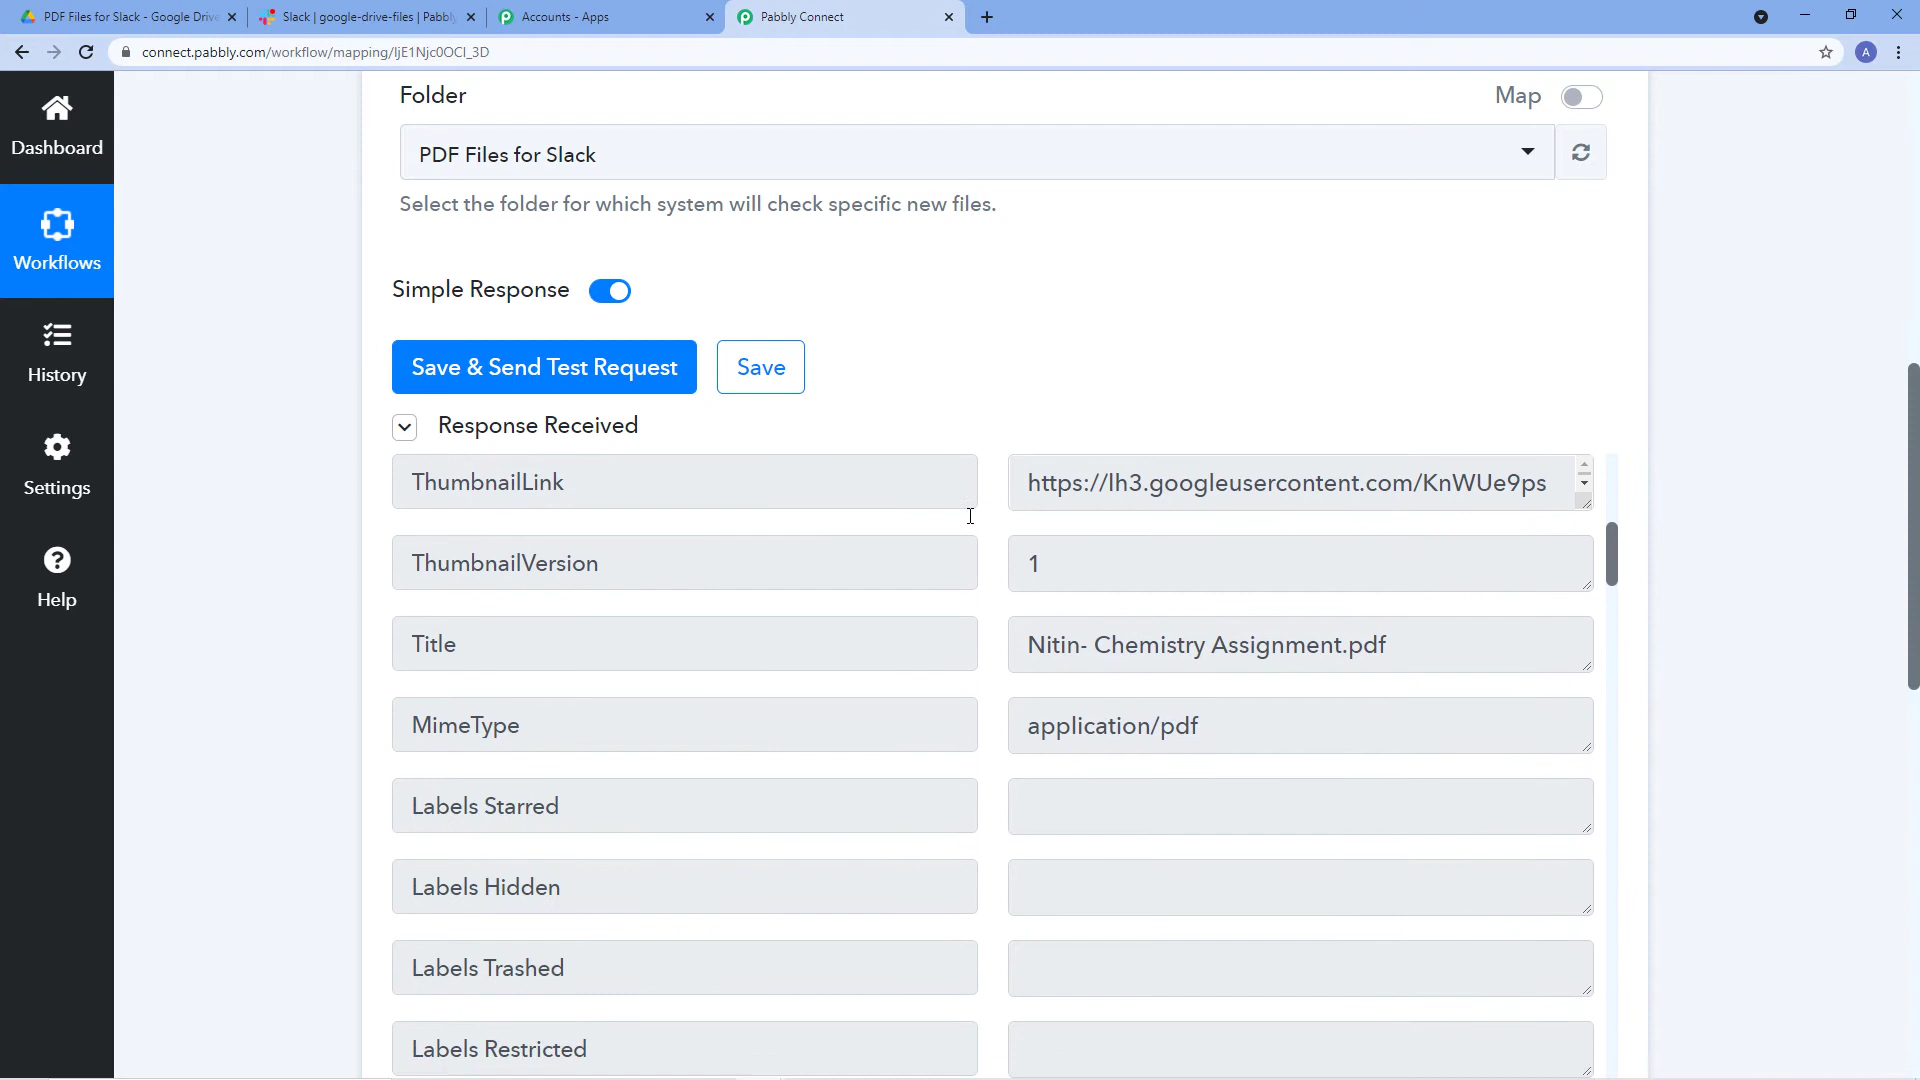 PDF Files for Slack - Google Drive
Slack | google-drive-files | Pabbly
Accounts - Apps
Pabbly Connect
connect.pabbly.com/workflow/mapping/IjE1Njc0OCI_3D
A
Folder
Map
Dashboard
PDF Files for Slack
Select the folder for which system will check specific new files.
Workflows
Simple Response
History
Save & Send Test Request
Save
Response Received
Settings
ThumbnailLink
https://lh3.googleusercontent.com/KnWUe9ps
ThumbnailVersion
1
Help
Title
Nitin- Chemistry Assignment.pdf
MimeType
application/pdf
Labels Starred
Labels Hidden
Labels Trashed
Labels Restricted